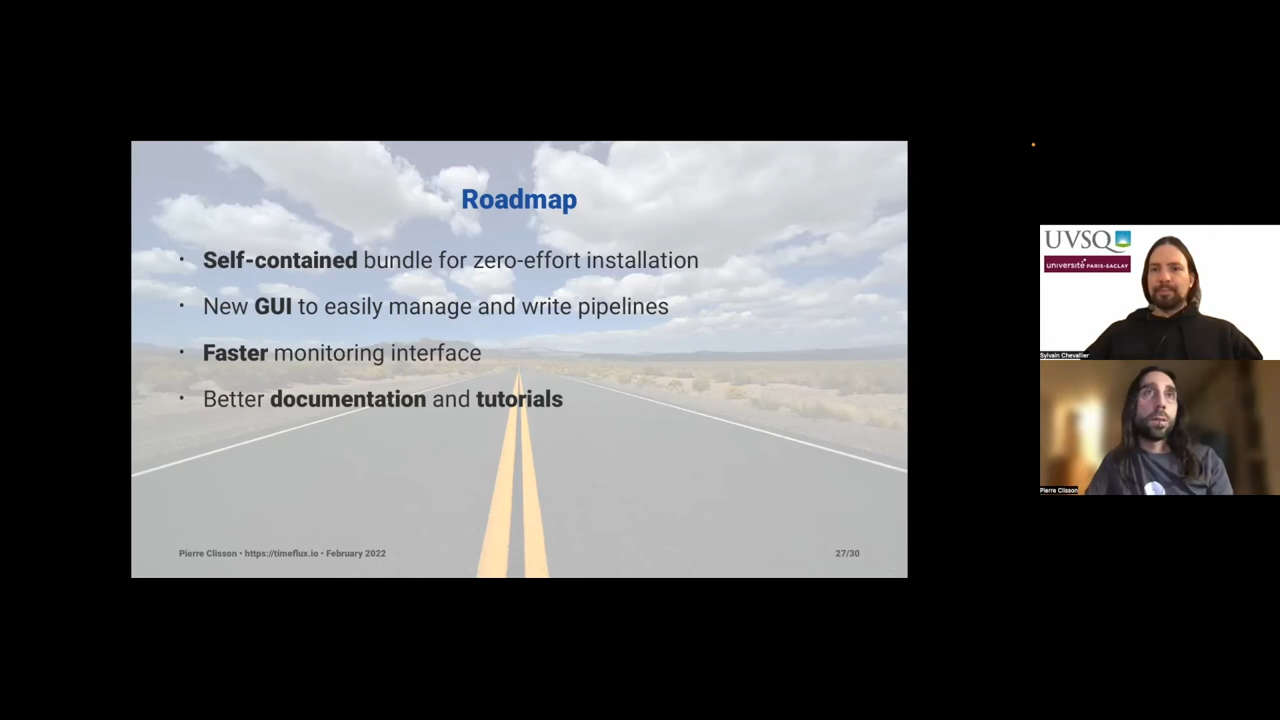 Roadmap
· Self-contained bundle for zero-effort installation
· New GUI to easily manage and write pipelines
· Faster monitoring interface
· Better documentation and tutorials
Pierre Clisson • https://timeflux.io • February 2022
27/30
UVSQ
université PARIS-SACLAY
Sylvain Chevallier
Pierre Clisson